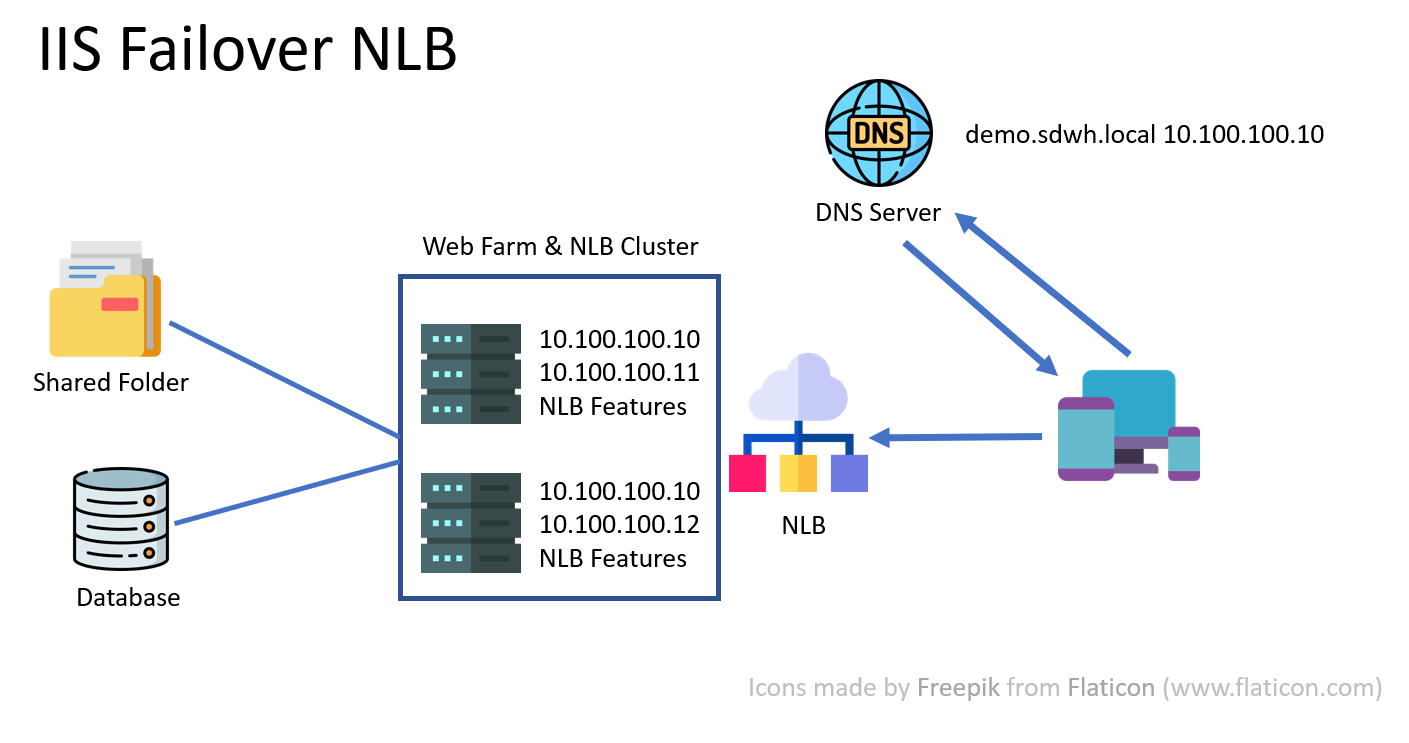 IIS Failover NLB
DNS
demo.sdwh.local 10.100.100.10
DNS Server
Web Farm & NLB Cluster
Shared Folder
10.100.100.10
10.100.100.11
NLB Features
10.100.100.10
10.100.100.12
NLB Features
NLB
Database
Icons made by Freepik from Flaticon (www.flaticon.com)